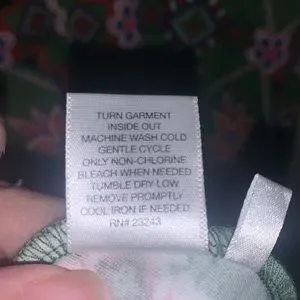 TURN GARMENT
INSIDE OUT
MACHINE WASH COLD
GENTLE CYCLE
ONLY NON-CHLORINE
BLEACH WHEN NEEDED
TUMBLE DRY LOW
REMOVE PROMPTLY
COOL IRON IF NEEDED
RN# 23243